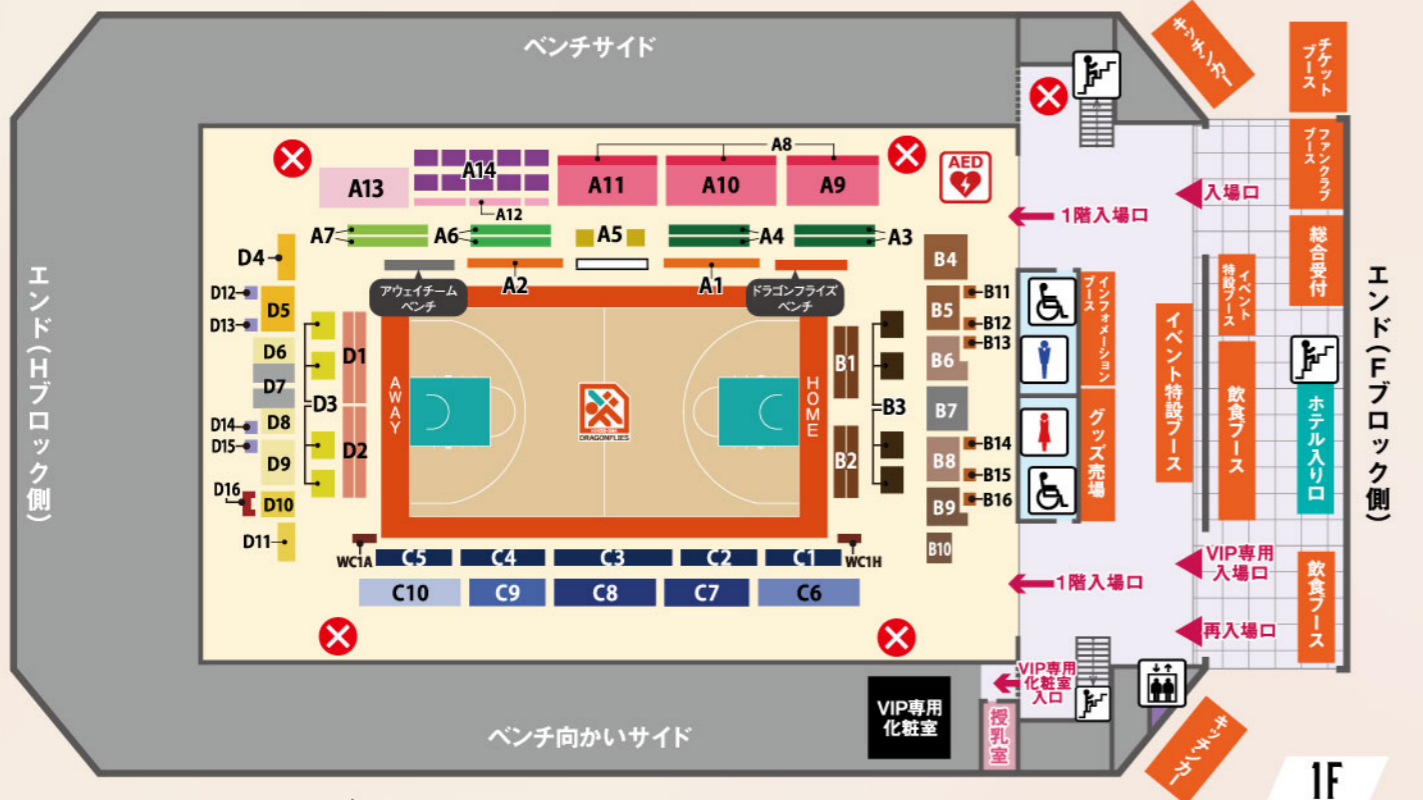 ベンチサイド
キッチンカー
チケット
ブース
ファンクラブ
ブース
総合受付
ホテル入り口
飲食ブース
エンド(Fブロック側)
エンド(Hブロック側)
AED
1階入場口
入場口
A8
A13
A14
A12
A11
A10
A9
A7
A6
A5
A4
A3
A2
A1
アウェイチーム
ベンチ
ドラゴンフライズ
ベンチ
D4
D12
D5
D13
D6
D7
D14
D8
D15
D9
D16
D10
D11
D3
D1
D2
AWAY
DRAGONFLIES
HOME
B1
B2
B3
B4
B5
B6
B7
B8
B9
B10
B11
B12
B13
B14
B15
B16
インフォメーション
ブース
グッズ売場
イベント特設ブース
イベント
特設ブース
飲食ブース
WC1A
C5
C4
C3
C2
C1
WC1H
C10
C9
C8
C7
C6
1階入場口
VIP専用
入場口
再入場口
VIP専用
化粧室
入口
VIP専用
化粧室
授乳室
ベンチ向かいサイド
キッチンカー
1F